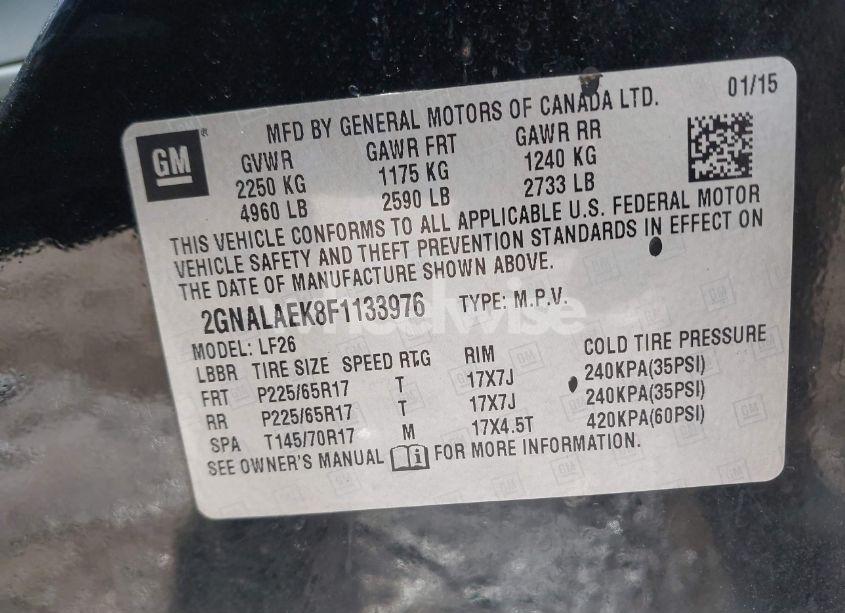 MFD BY GENERAL MOTORS OF CANADA LTD. 01/15
GM ®
GVWR GAWR FRT GAWR RR
2250 KG 1175 KG 1240 KG
4960 LB 2590 LB 2733 LB
THIS VEHICLE CONFORMS TO ALL APPLICABLE U.S. FEDERAL MOTOR
VEHICLE SAFETY AND THEFT PREVENTION STANDARDS IN EFFECT ON
THE DATE OF MANUFACTURE SHOWN ABOVE.
2GNALAEK8F1133976 TYPE: M.P.V.
wheelwise
MODEL: LF26
LBBR TIRE SIZE SPEED RTG RIM COLD TIRE PRESSURE
FRT P225/65R17 T 17X7J 240KPA(35PSI)
RR P225/65R17 T 17X7J 240KPA(35PSI)
SPA T145/70R17 M 17X4.5T 420KPA(60PSI)
SEE OWNER'S MANUAL FOR MORE INFORMATION.